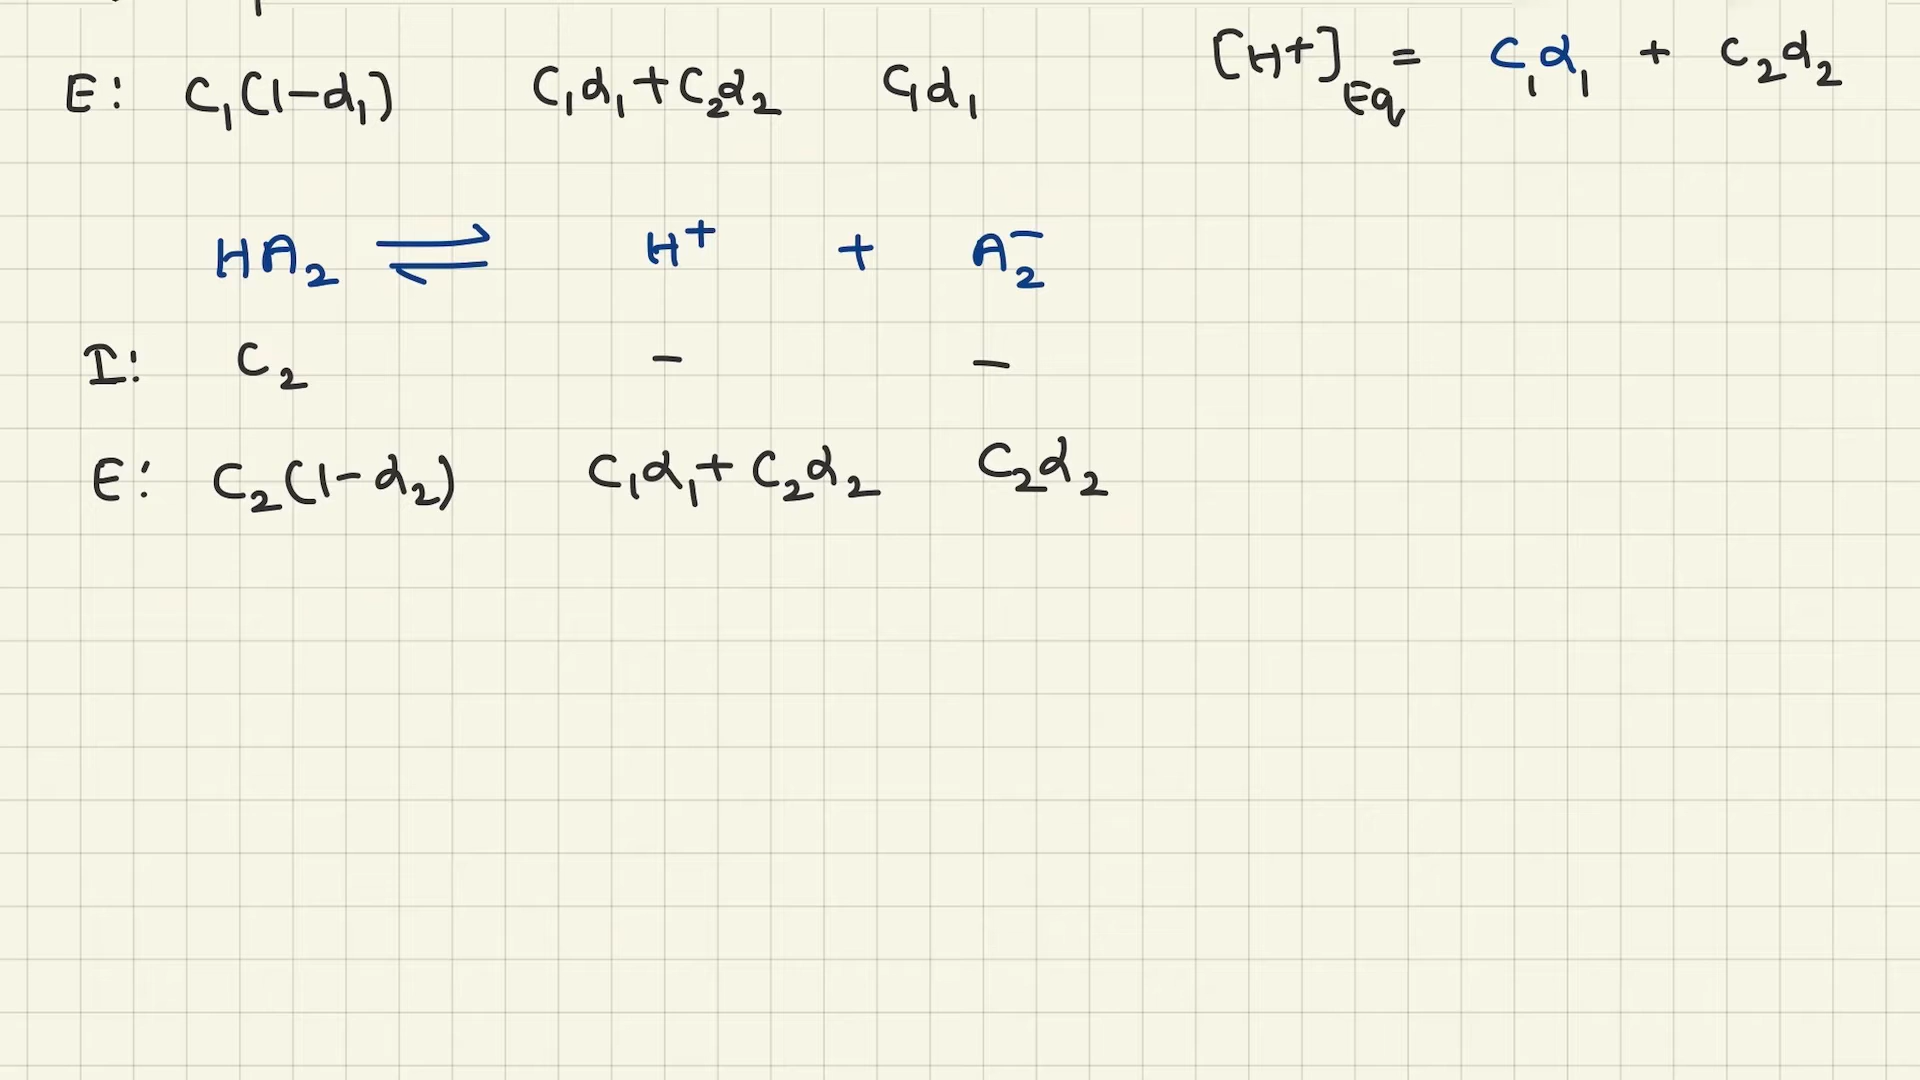 E: C₁(1-α₁) C₁α₁+C₂α₂ C₁α₁ [H⁺]Eq = C₁α₁ + C₂α₂
HA₂ ⇌ H⁺ + A₂⁻
I: C₂ - -
E: C₂(1-α₂) C₁α₁+C₂α₂ C₂α₂